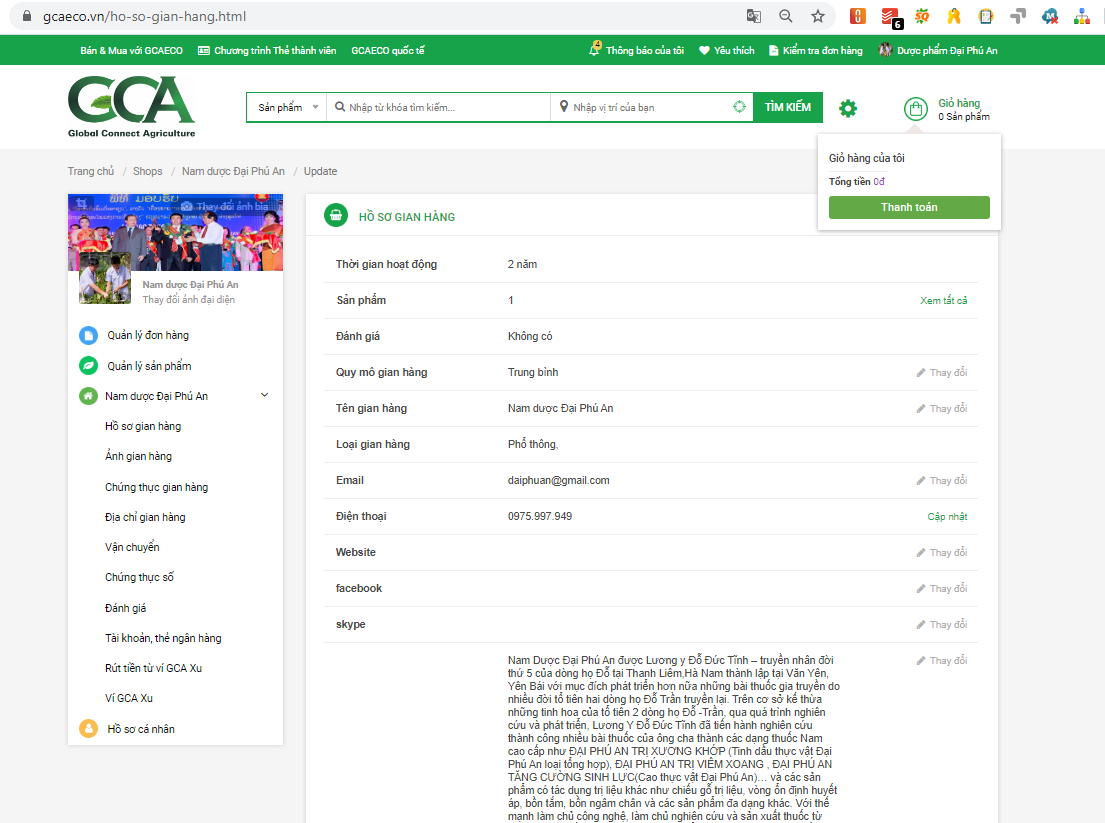 gcaeco.vn/ho-so-gian-hang.html
6
Bán & Mua với GCAECO
Chương trình Thẻ thành viên
GCAECO quốc tế
4
Thông báo của tôi
Yêu thích
Kiểm tra đơn hàng
Dược phẩm Đại Phú An
GCA
Global Connect Agriculture
Sản phẩm
Nhập từ khóa tìm kiếm...
Nhập vị trí của bạn
TÌM KIẾM
Giỏ hàng
0 Sản phẩm
Giỏ hàng của tôi
Tổng tiền 0đ
Thanh toán
Trang chủ / Shops / Nam dược Đại Phú An / Update
Thay đổi ảnh bìa
Nam dược Đại Phú An
Thay đổi ảnh đại diện
Quản lý đơn hàng
Quản lý sản phẩm
Nam dược Đại Phú An
Hồ sơ gian hàng
Ảnh gian hàng
Chứng thực gian hàng
Địa chỉ gian hàng
Vận chuyển
Chứng thực số
Đánh giá
Tài khoản, thẻ ngân hàng
Rút tiền từ ví GCA Xu
Ví GCA Xu
Hồ sơ cá nhân
HỒ SƠ GIAN HÀNG
Thời gian hoạt động 2 năm
Sản phẩm 1 Xem tất cả
Đánh giá Không có
Quy mô gian hàng Trung bình Thay đổi
Tên gian hàng Nam dược Đại Phú An Thay đổi
Loại gian hàng Phổ thông,
Email daiphuan@gmail.com Thay đổi
Điện thoại 0975.997.949 Cập nhật
Website Thay đổi
facebook Thay đổi
skype Thay đổi
Nam Dược Đại Phú An được Lương y Đỗ Đức Tĩnh – truyền nhân đời Thay đổi
thứ 5 của dòng họ Đỗ tại Thanh Liêm,Hà Nam thành lập tại Văn Yên,
Yên Bái với mục đích phát triển hơn nữa những bài thuốc gia truyền do
nhiều đời tổ tiên hai dòng họ Đỗ Trần truyền lại. Trên cơ sở kế thừa
những tinh hoa của tổ tiên 2 dòng họ Đỗ -Trần, qua quá trình nghiên
cứu và phát triển, Lương Y Đỗ Đức Tĩnh đã tiến hành nghiên cứu
thành công nhiều bài thuốc của ông cha thành các dạng thuốc Nam
cao cấp như ĐẠI PHÚ AN TRỊ XƯƠNG KHỚP (Tinh dầu thực vật Đại
Phú An loại tổng hợp), ĐẠI PHÚ AN TRỊ VIÊM XOANG , ĐẠI PHÚ AN
TĂNG CƯỜNG SINH LỰC(Cao thực vật Đại Phú An)… và các sản
phẩm có tác dụng trị liệu khác như chiếu gỗ trị liệu, vòng ổn định huyết
áp, bồn tắm, bồn ngâm chân và các sản phẩm đa dạng khác. Với thế
mạnh làm chủ công nghệ, làm chủ nghiên cứu và sản xuất thuốc từ